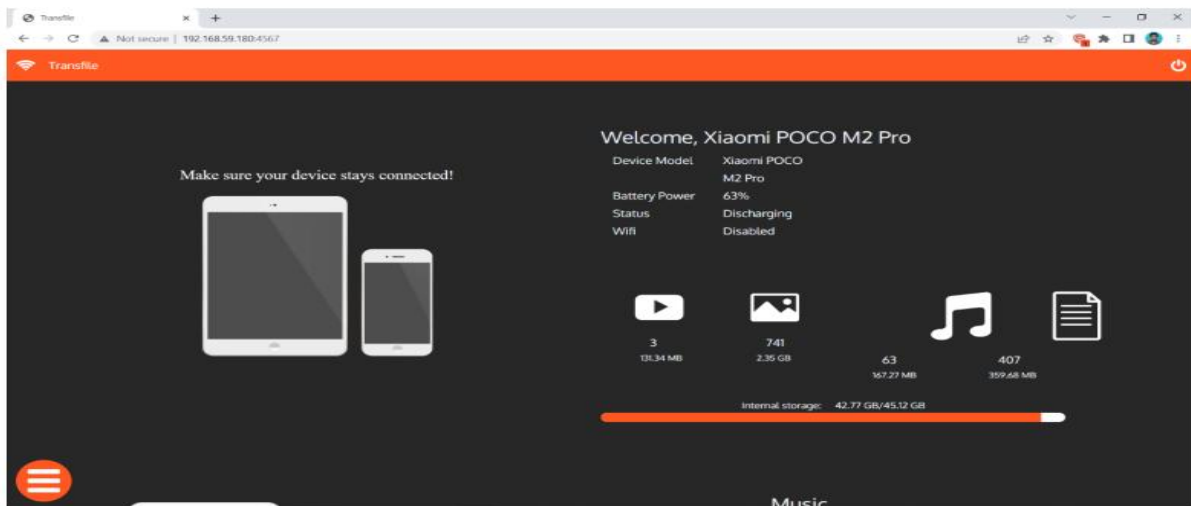 Transfile
Not secure | 192.168.59.180:4567
Transfile
Make sure your device stays connected!
Welcome, Xiaomi POCO M2 Pro
Device Model Xiaomi POCO
M2 Pro
Battery Power 63%
Status Discharging
Wifi Disabled
3 741
131.34 MB 2.35 GB
63 407
167.27 MB 359.68 MB
Internal storage: 42.77 GB/45.12 GB
Music